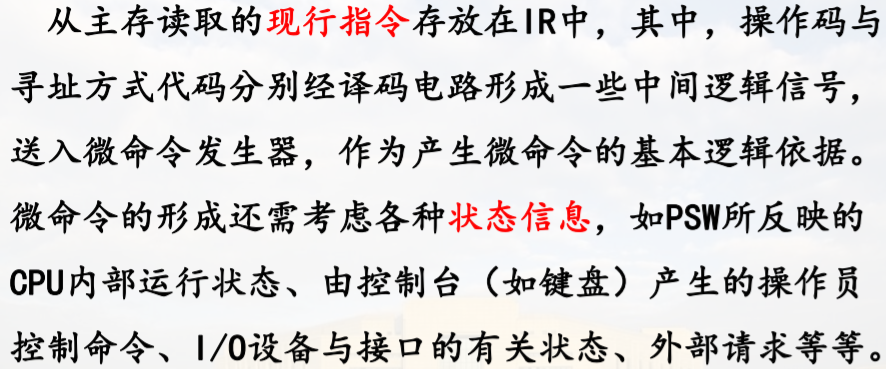 从主存读取的现行指令存放在IR中，其中，操作码与
寻址方式代码分别经译码电路形成一些中间逻辑信号，
送入微命令发生器，作为产生微命令的基本逻辑依据。
微命令的形成还需考虑各种状态信息，如PSW所反映的
CPU内部运行状态、由控制台（如键盘）产生的操作员
控制命令、I/O设备与接口的有关状态、外部请求等等。